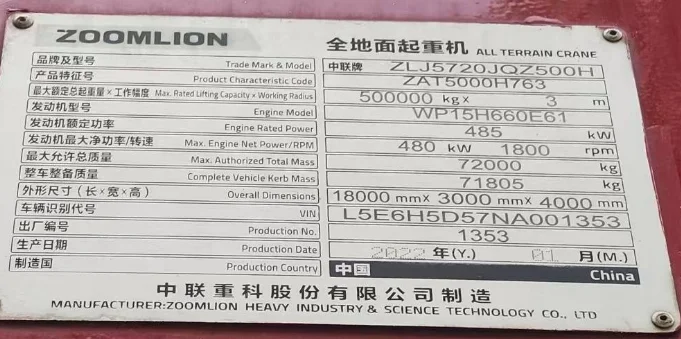 ZOOMLION 全地面起重机 ALL TERRAIN CRANE
品牌及型号 Trade Mark & Model 中联牌 ZLJ5720JQZ500H
产品特征号 Product Characteristic Code ZAT5000H763
最大额定总起重量×工作幅度 Max. Rated Lifting Capacity × Working Radius 500000 kg× 3 m
发动机型号 Engine Model WP15H660E61
发动机额定功率 Engine Rated Power 485 kW
发动机最大净功率/转速 Max. Engine Net Power/RPM 480 kW 1800 rpm
最大允许总质量 Max. Authorized Total Mass 72000 kg
整车整备质量 Complete Vehicle Kerb Mass 71805 kg
外形尺寸 (长×宽×高) Overall Dimensions 18000 mm× 3000 mm× 4000 mm
车辆识别代号 VIN L5E6H5D57NA001353
出厂编号 Production No. 1353
生产日期 Production Date 2022 年(Y.) 01 月(M.)
制造国 Production Country 中国 China
中联重科股份有限公司制造
MANUFACTURER:ZOOMLION HEAVY INDUSTRY & SCIENCE TECHNOLOGY CO., LTD